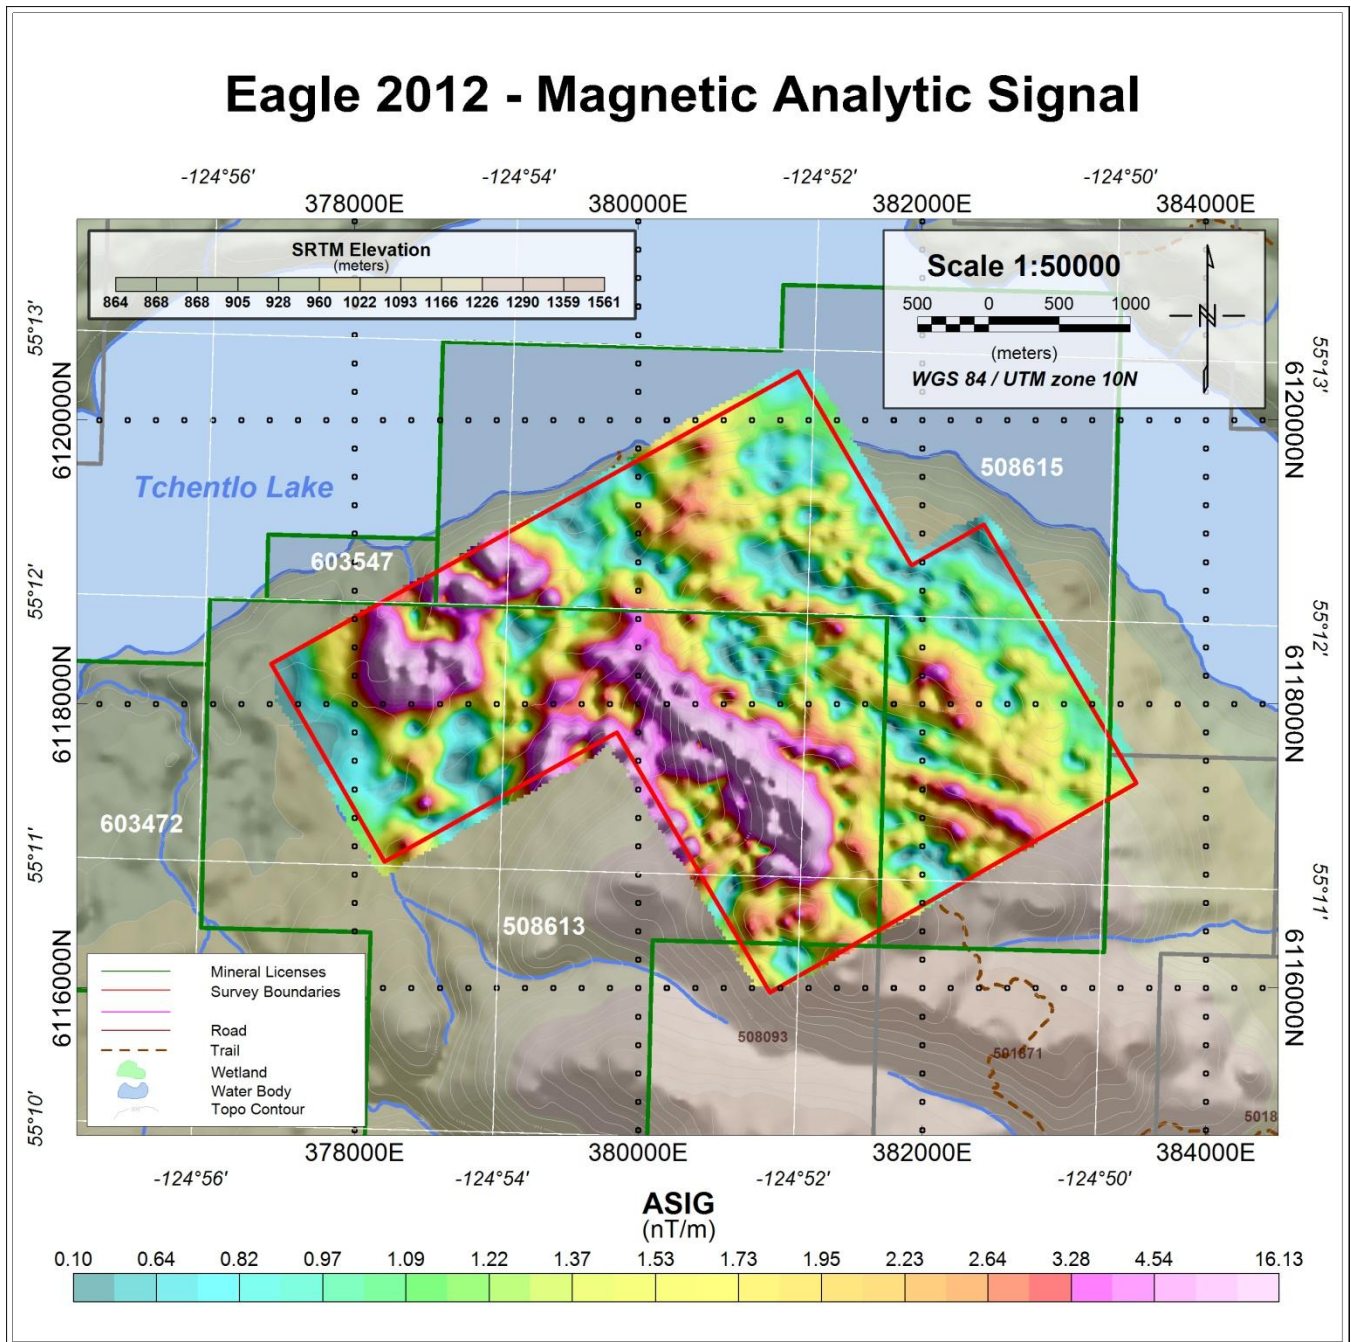 Eagle 2012 - Magnetic Analytic Signal
-124°56' -124°54' -124°52' -124°50'
378000E 380000E 382000E 384000E
SRTM Elevation
(meters)
864 868 868 905 928 960 1022 1093 1166 1226 1290 1359 1561
Scale 1:50000
500 0 500 1000
(meters)
WGS 84 / UTM zone 10N
N
55°13' 55°13'
6120000N 6120000N
Tchentlo Lake
508615
603547
55°12' 55°12'
6118000N 6118000N
603472
55°11' 55°11'
508613
6116000N 6116000N
Mineral Licenses
Survey Boundaries
Road
Trail
Wetland
Water Body
Topo Contour
508093
501671
5018
55°10'
378000E 380000E 382000E 384000E
-124°56' -124°54' -124°52' -124°50'
ASIG
(nT/m)
0.10 0.64 0.82 0.97 1.09 1.22 1.37 1.53 1.73 1.95 2.23 2.64 3.28 4.54 16.13